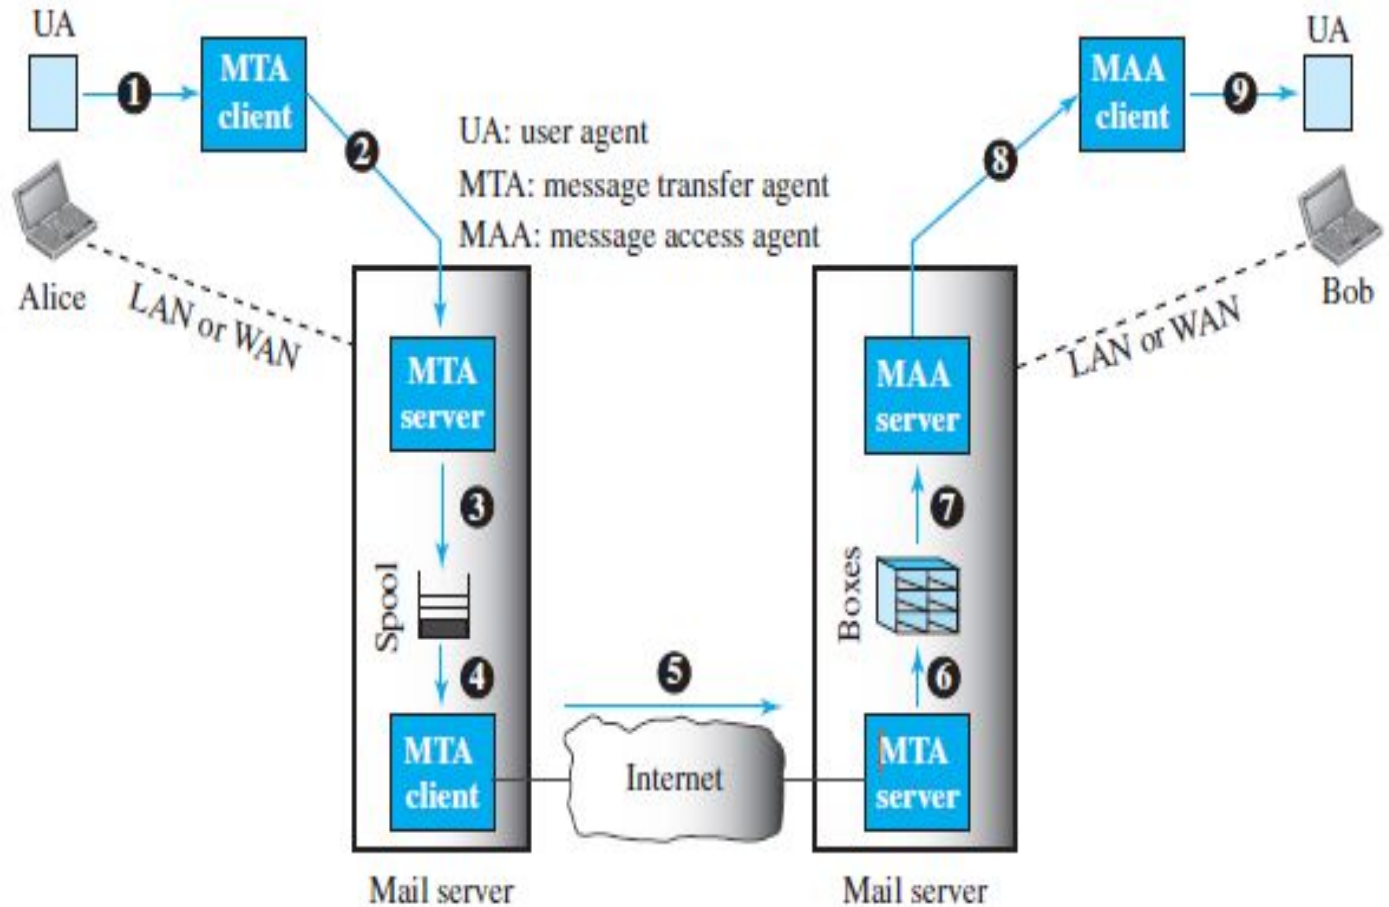 UA
UA
MTA
client
MAA
client
1
9
2
8
UA: user agent
MTA: message transfer agent
MAA: message access agent
Alice
LAN or WAN
LAN or WAN
Bob
MTA
server
MAA
server
3
7
Spool
Boxes
4
5
6
MTA
client
Internet
MTA
server
Mail server
Mail server